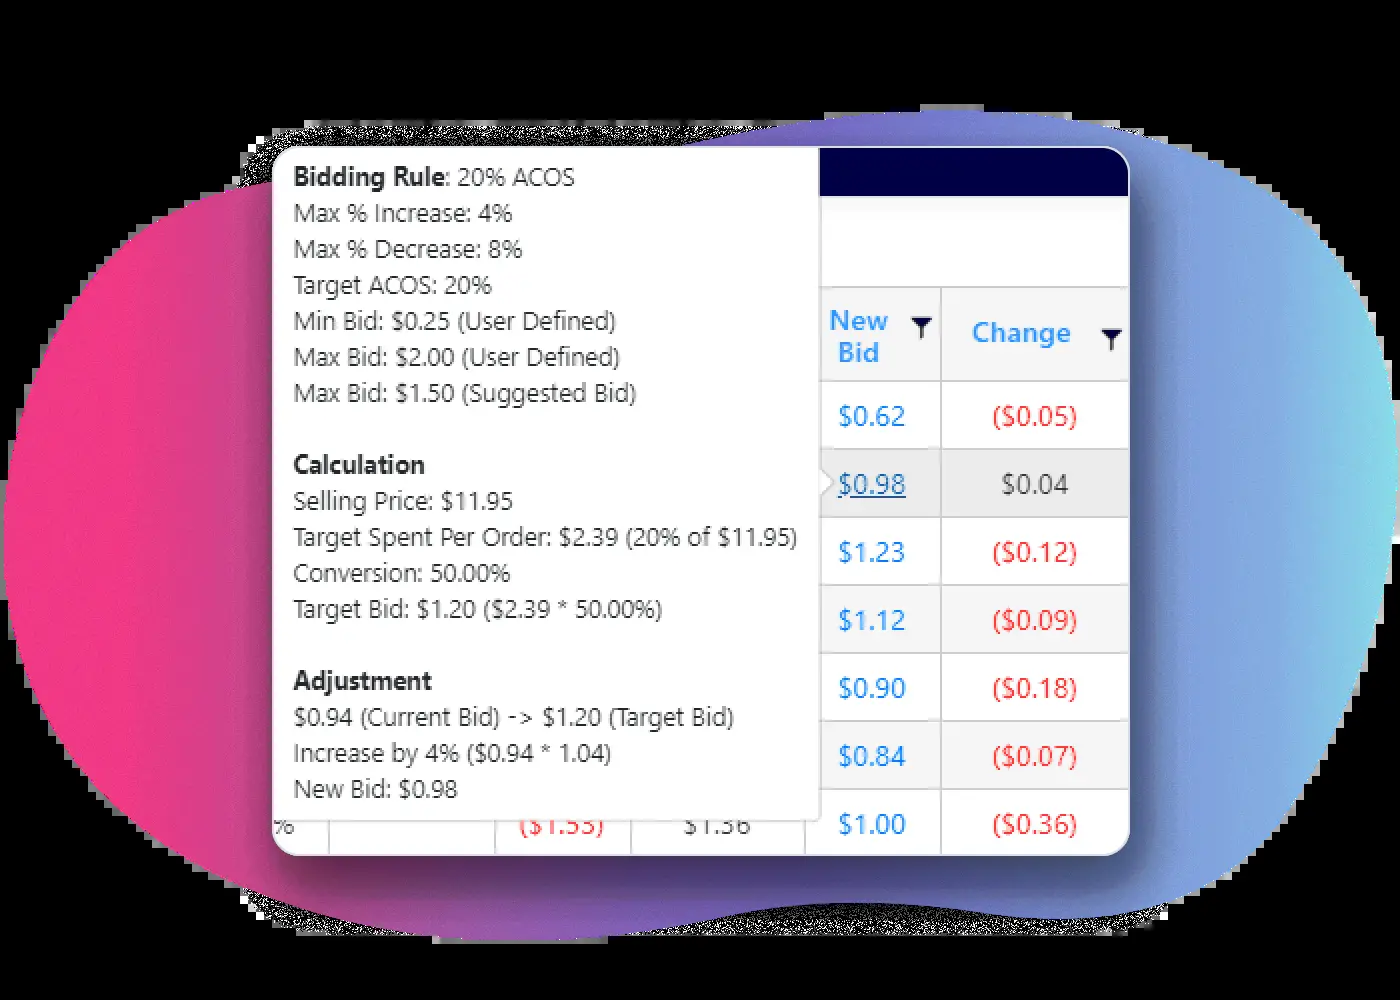 Bidding Rule: 20% ACOS
Max % Increase: 4%
Max % Decrease: 8%
Target ACOS: 20%
Min Bid: $0.25 (User Defined)
Max Bid: $2.00 (User Defined)
Max Bid: $1.50 (Suggested Bid)
Calculation
Selling Price: $11.95
Target Spent Per Order: $2.39 (20% of $11.95)
Conversion: 50.00%
Target Bid: $1.20 ($2.39 * 50.00%)
Adjustment
$0.94 (Current Bid) -> $1.20 (Target Bid)
Increase by 4% ($0.94 * 1.04)
New Bid: $0.98
New
Bid
Change
$0.62 ($0.05)
$0.98 $0.04
$1.23 ($0.12)
$1.12 ($0.09)
$0.90 ($0.18)
$0.84 ($0.07)
% ($1.53) $1.36 $1.00 ($0.36)